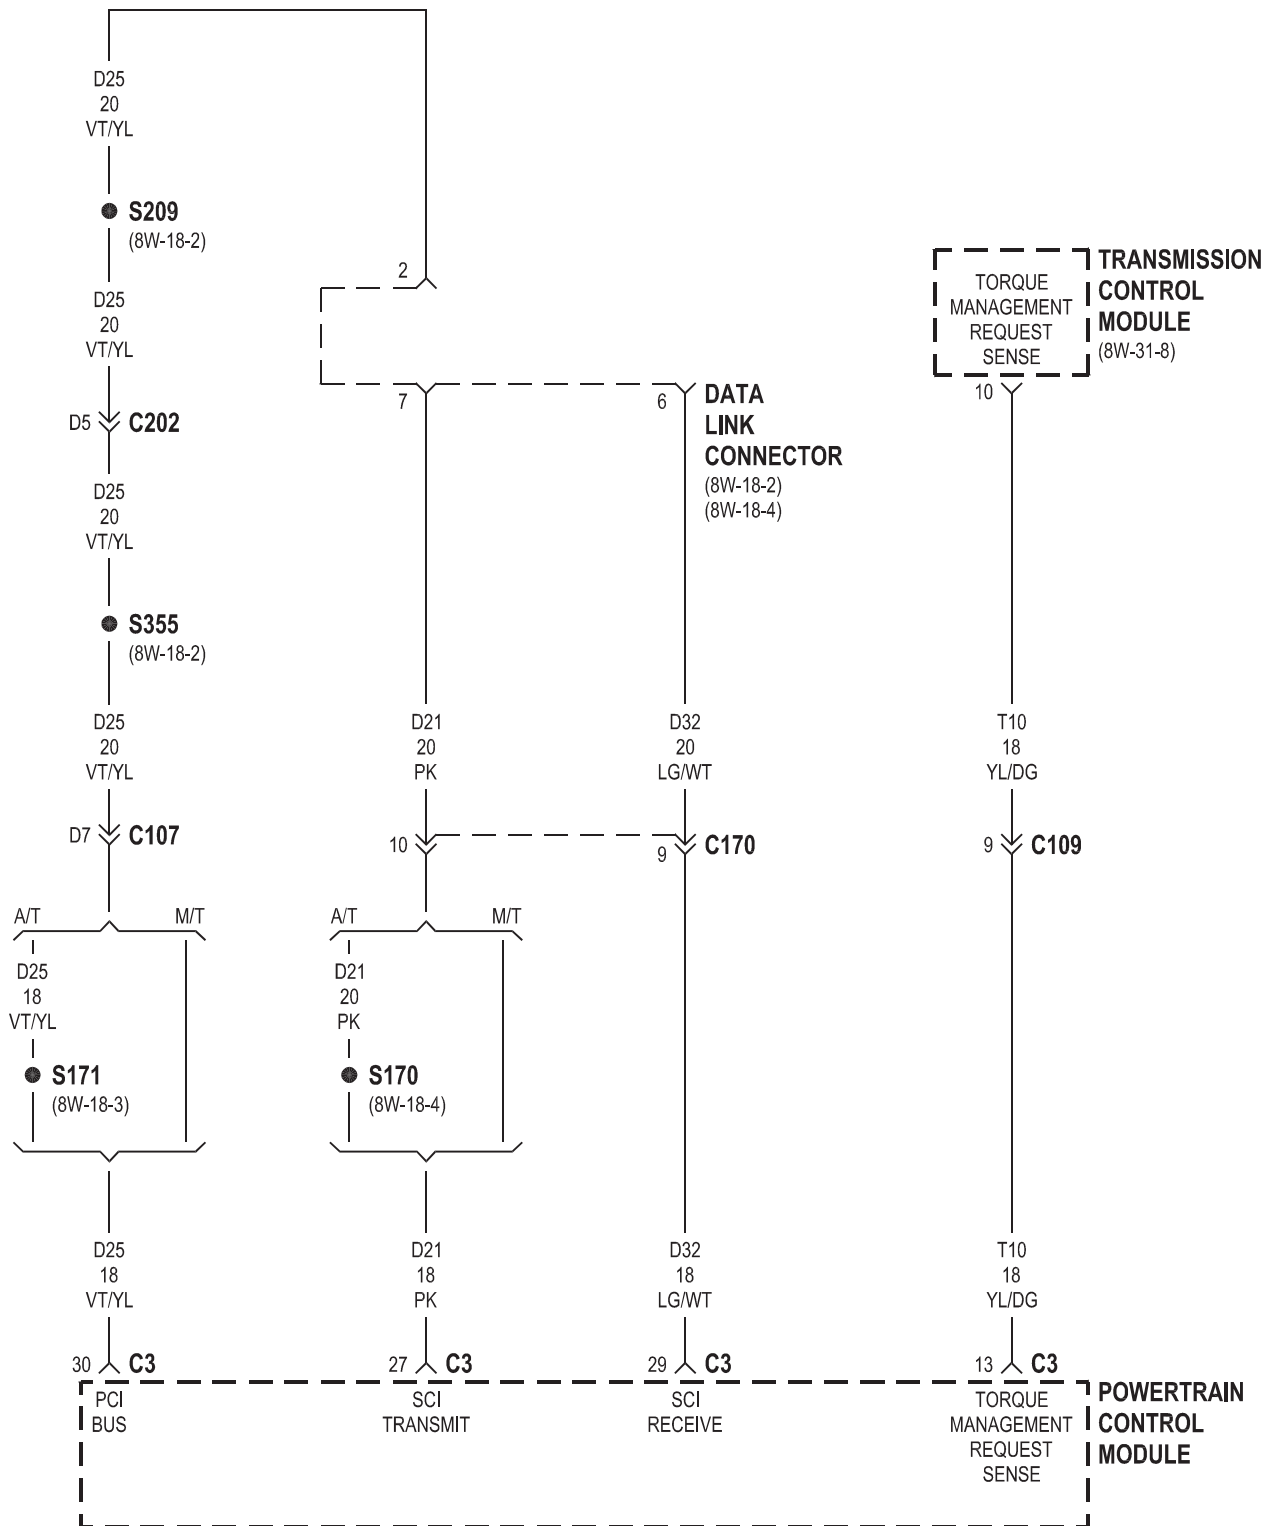 D25
20
VT/YL
S209
(8W-18-2)
D25
20
VT/YL
D5
C202
D25
20
VT/YL
S355
(8W-18-2)
D25
20
VT/YL
D7
C107
A/T
M/T
D25
18
VT/YL
S171
(8W-18-3)
D25
18
VT/YL
30
C3
PCI
BUS
2
7
6
DATA
LINK
CONNECTOR
(8W-18-2)
(8W-18-4)
D21
20
PK
10
A/T
M/T
D21
20
PK
S170
(8W-18-4)
D21
18
PK
27
C3
SCI
TRANSMIT
D32
20
LG/WT
9
C170
D32
18
LG/WT
29
C3
SCI
RECEIVE
TORQUE
MANAGEMENT
REQUEST
SENSE
TRANSMISSION
CONTROL
MODULE
(8W-31-8)
10
T10
18
YL/DG
9
C109
T10
18
YL/DG
13
C3
TORQUE
MANAGEMENT
REQUEST
SENSE
POWERTRAIN
CONTROL
MODULE